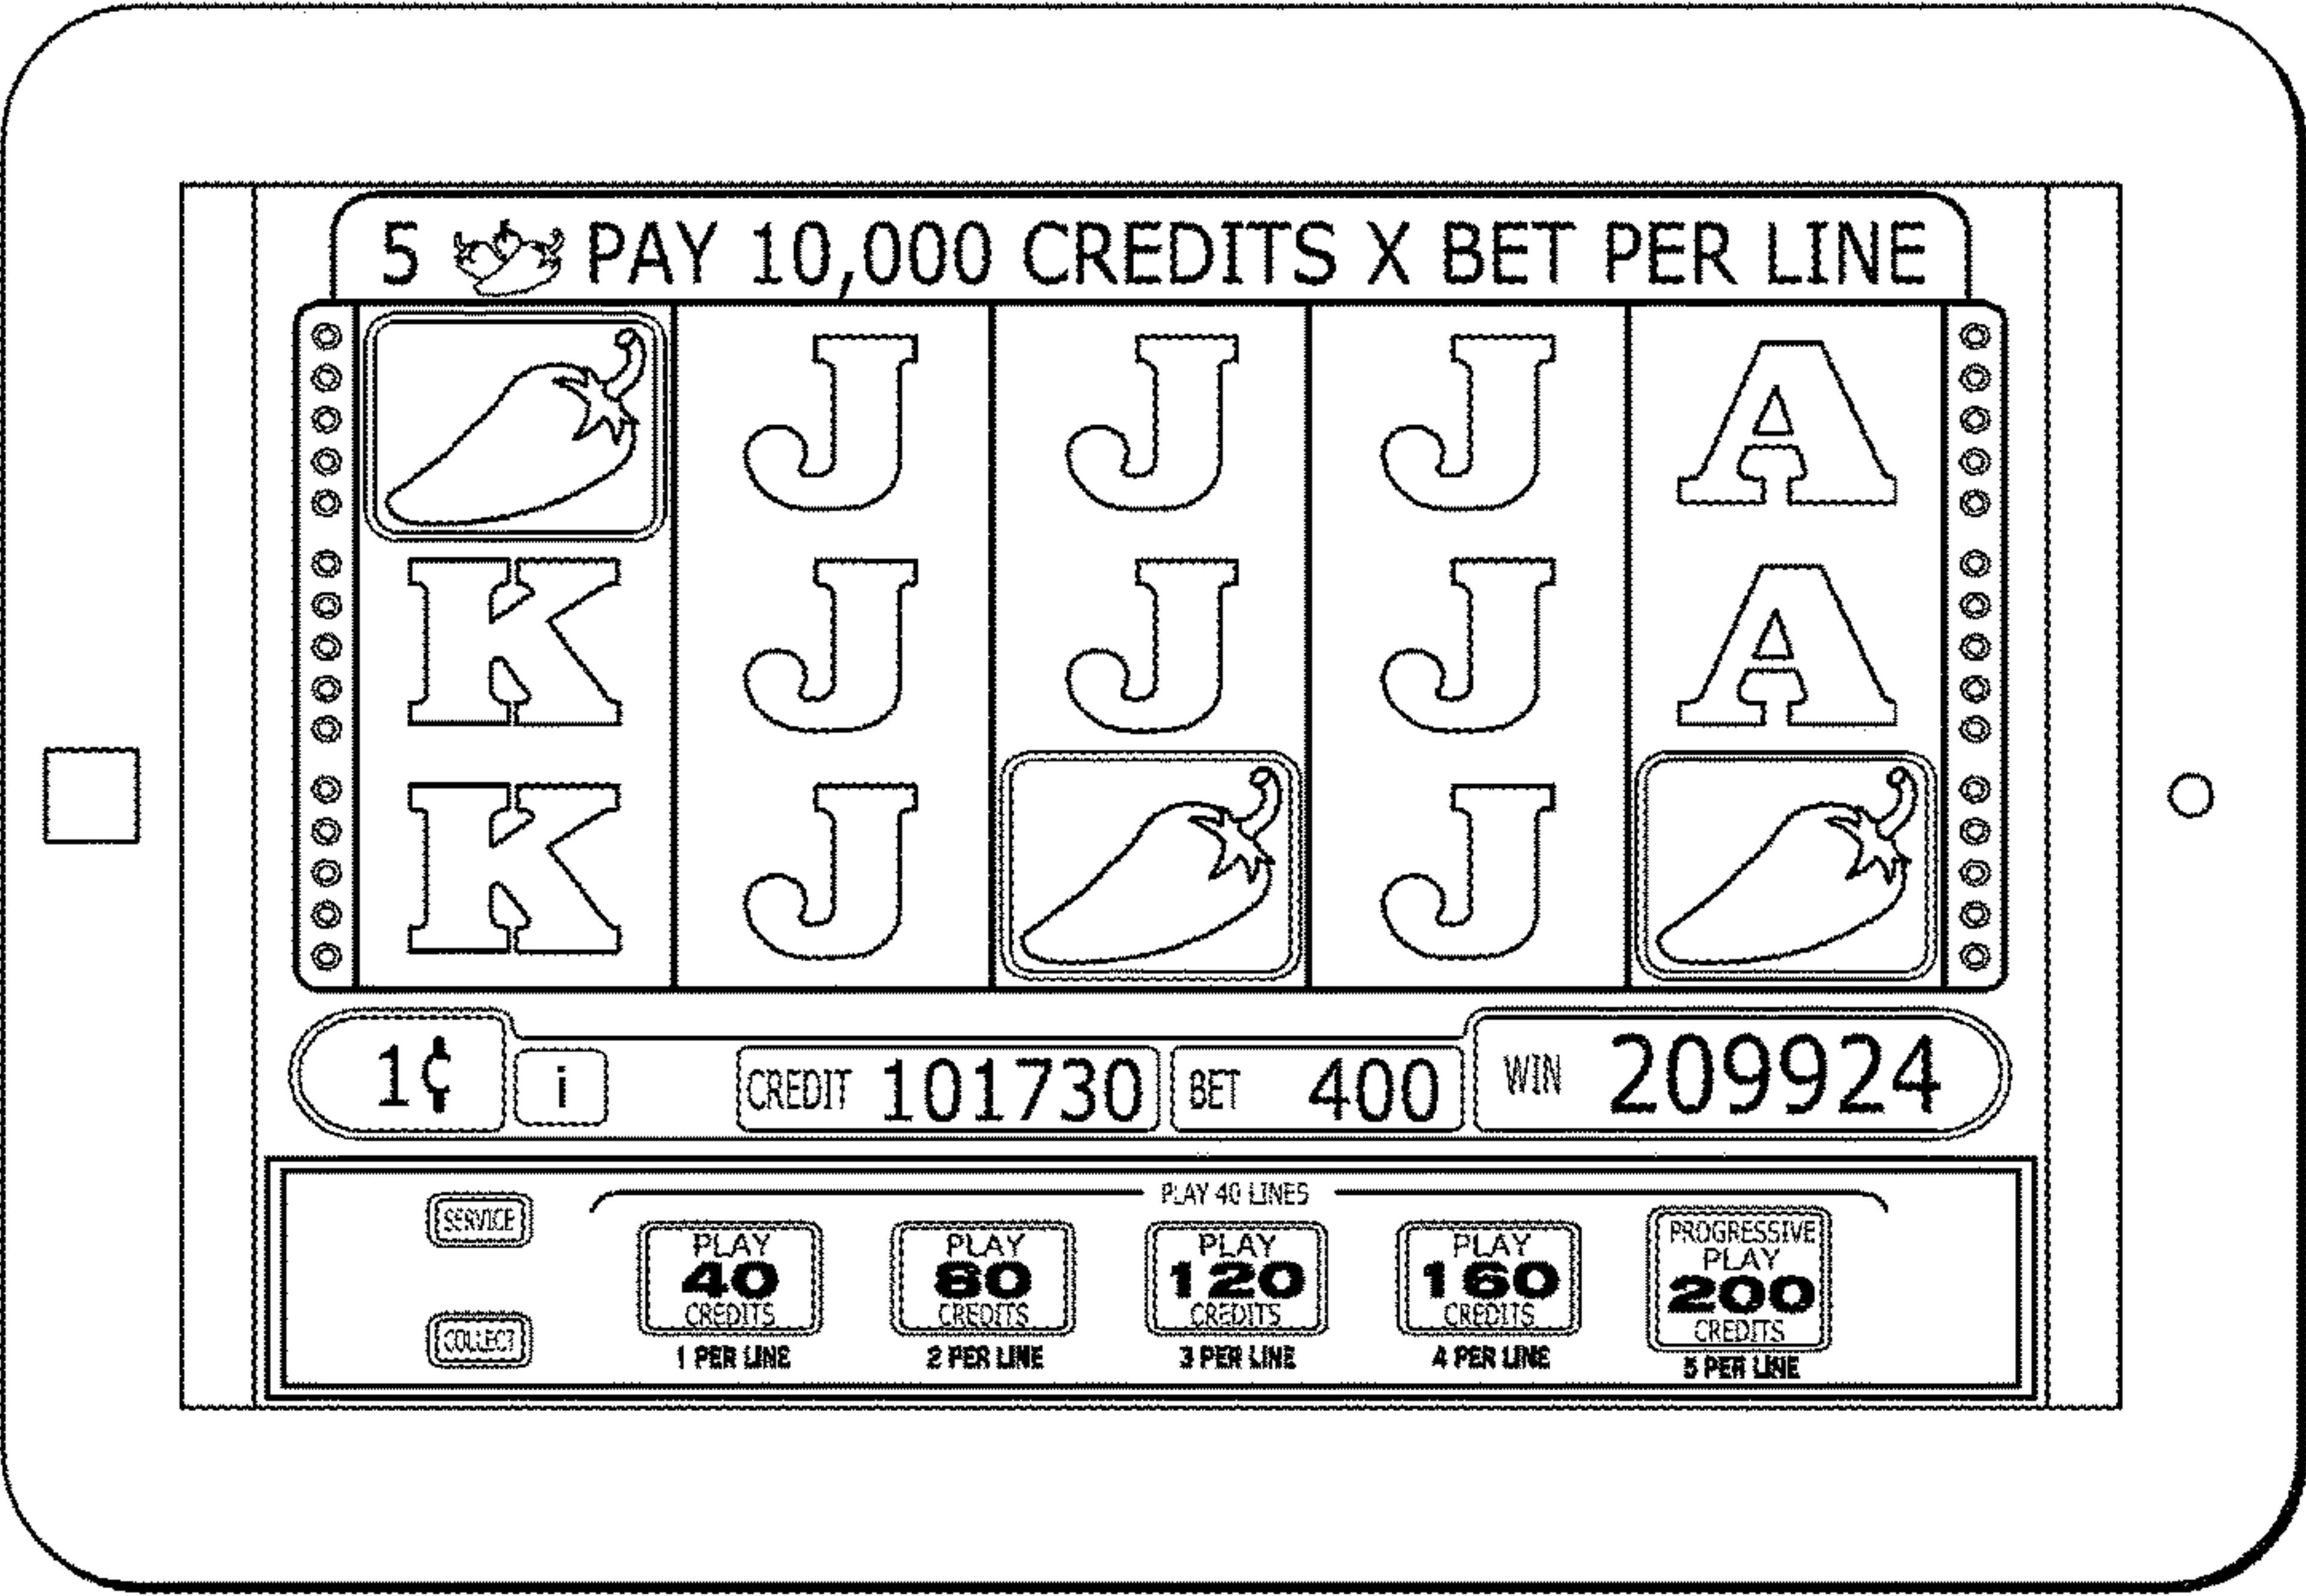 5 PAY 10,000 CREDITS X BET PER LINE
J J J A
K J J J A
K J J
1¢ i CREDIT 101730 BET 400 WIN 209924
PLAY 40 LINES
SERVICE
COLLECT
PLAY
40
CREDITS
1 PER LINE
PLAY
80
CREDITS
2 PER LINE
PLAY
120
CREDITS
3 PER LINE
PLAY
160
CREDITS
4 PER LINE
PROGRESSIVE
PLAY
200
CREDITS
5 PER LINE